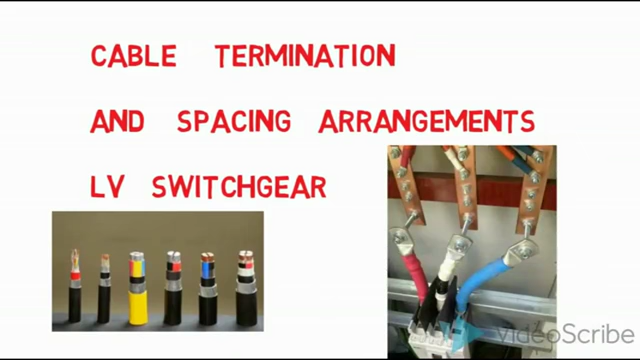 CABLE TERMINATION
AND SPACING ARRANGEMENTS
LV SWITCHGEAR
VideoScribe